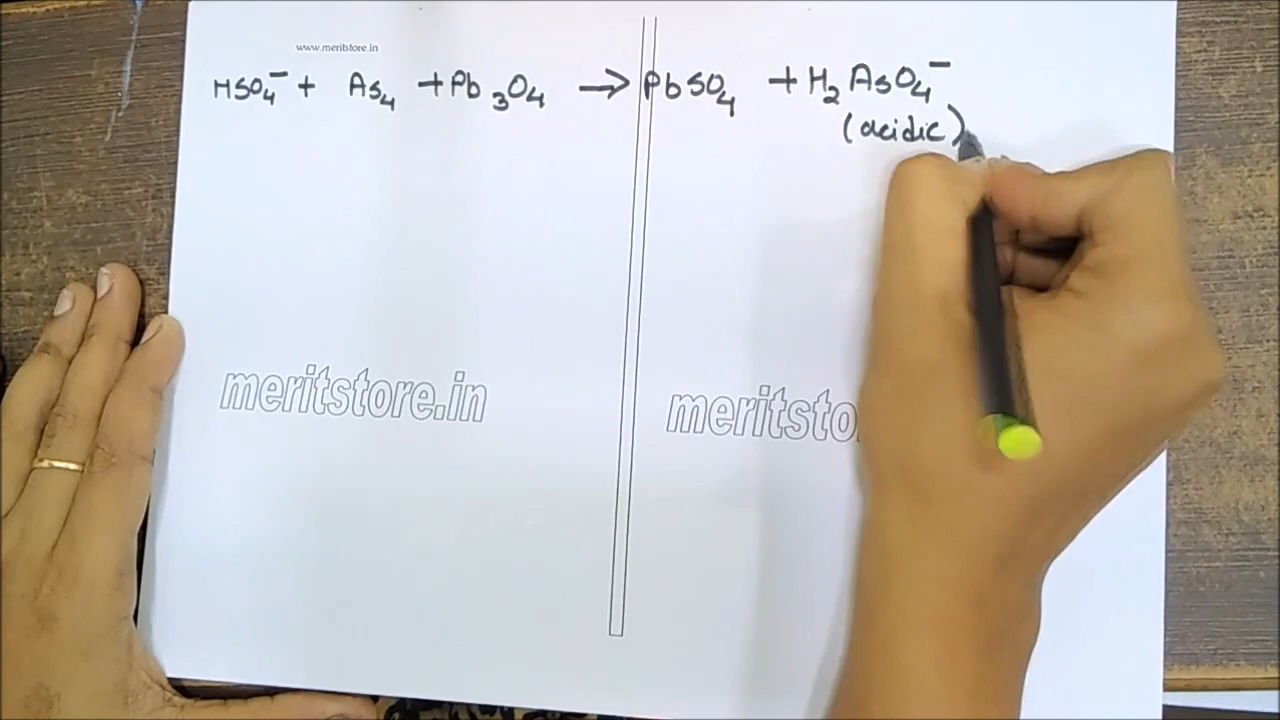 www.meritstore.in
HSO₄⁻ + As₄ + Pb₃O₄ → PbSO₄ + H₂AsO₄⁻
(acidic)
meritstore.in meritsto